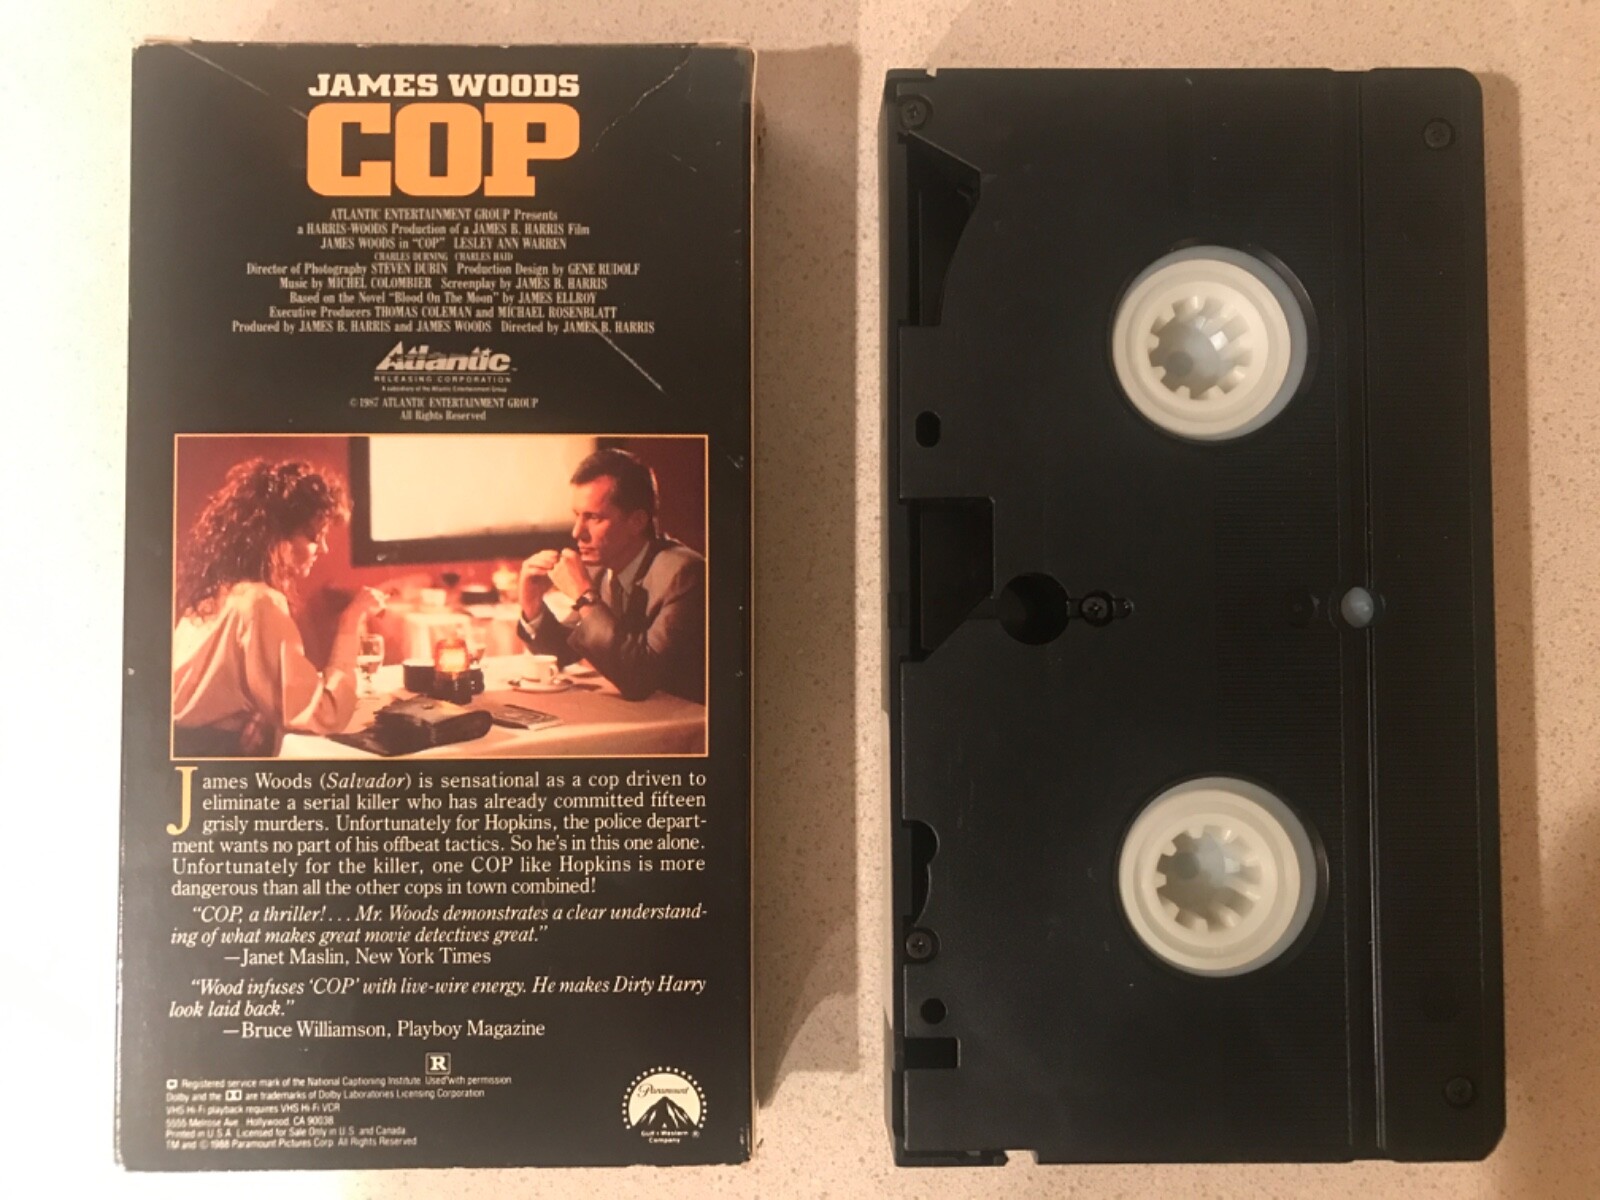 JAMES WOODS
COP
ATLANTIC ENTERTAINMENT GROUP Presents
a HARRIS-WOODS Production of a JAMES B. HARRIS Film
JAMES WOODS in "COP" LESLEY ANN WARREN
CHARLES DURNING CHARLES HAID
Director of Photography STEVEN DUBIN Production Design by GENE RUDOLF
Music by MICHEL COLOMBIER Screenplay by JAMES B. HARRIS
Based on the Novel "Blood On The Moon" by JAMES ELLROY
Executive Producers THOMAS COLEMAN and MICHAEL ROSENBLATT
Produced by JAMES B. HARRIS and JAMES WOODS Directed by JAMES B. HARRIS
Atlantic
RELEASING CORPORATION
A subsidiary of the Atlantic Entertainment Group
© 1987 ATLANTIC ENTERTAINMENT GROUP
All Rights Reserved
James Woods (Salvador) is sensational as a cop driven to
eliminate a serial killer who has already committed fifteen
grisly murders. Unfortunately for Hopkins, the police depart-
ment wants no part of his offbeat tactics. So he's in this one alone.
Unfortunately for the killer, one COP like Hopkins is more
dangerous than all the other cops in town combined!
"COP, a thriller!... Mr. Woods demonstrates a clear understand-
ing of what makes great movie detectives great."
—Janet Maslin, New York Times
"Wood infuses 'COP' with live-wire energy. He makes Dirty Harry
look laid back."
—Bruce Williamson, Playboy Magazine
R
Registered service mark of the National Captioning Institute. Used with permission
Dolby and the DD are trademarks of Dolby Laboratories Licensing Corporation
VHS Hi-Fi playback requires VHS Hi-Fi VCR
5555 Melrose Ave. Hollywood, CA 90038
Printed in U.S.A. Licensed for Sale Only in U.S. and Canada
TM and © 1988 Paramount Pictures Corp. All Rights Reserved
Paramount
Gulf+Western
Company
®